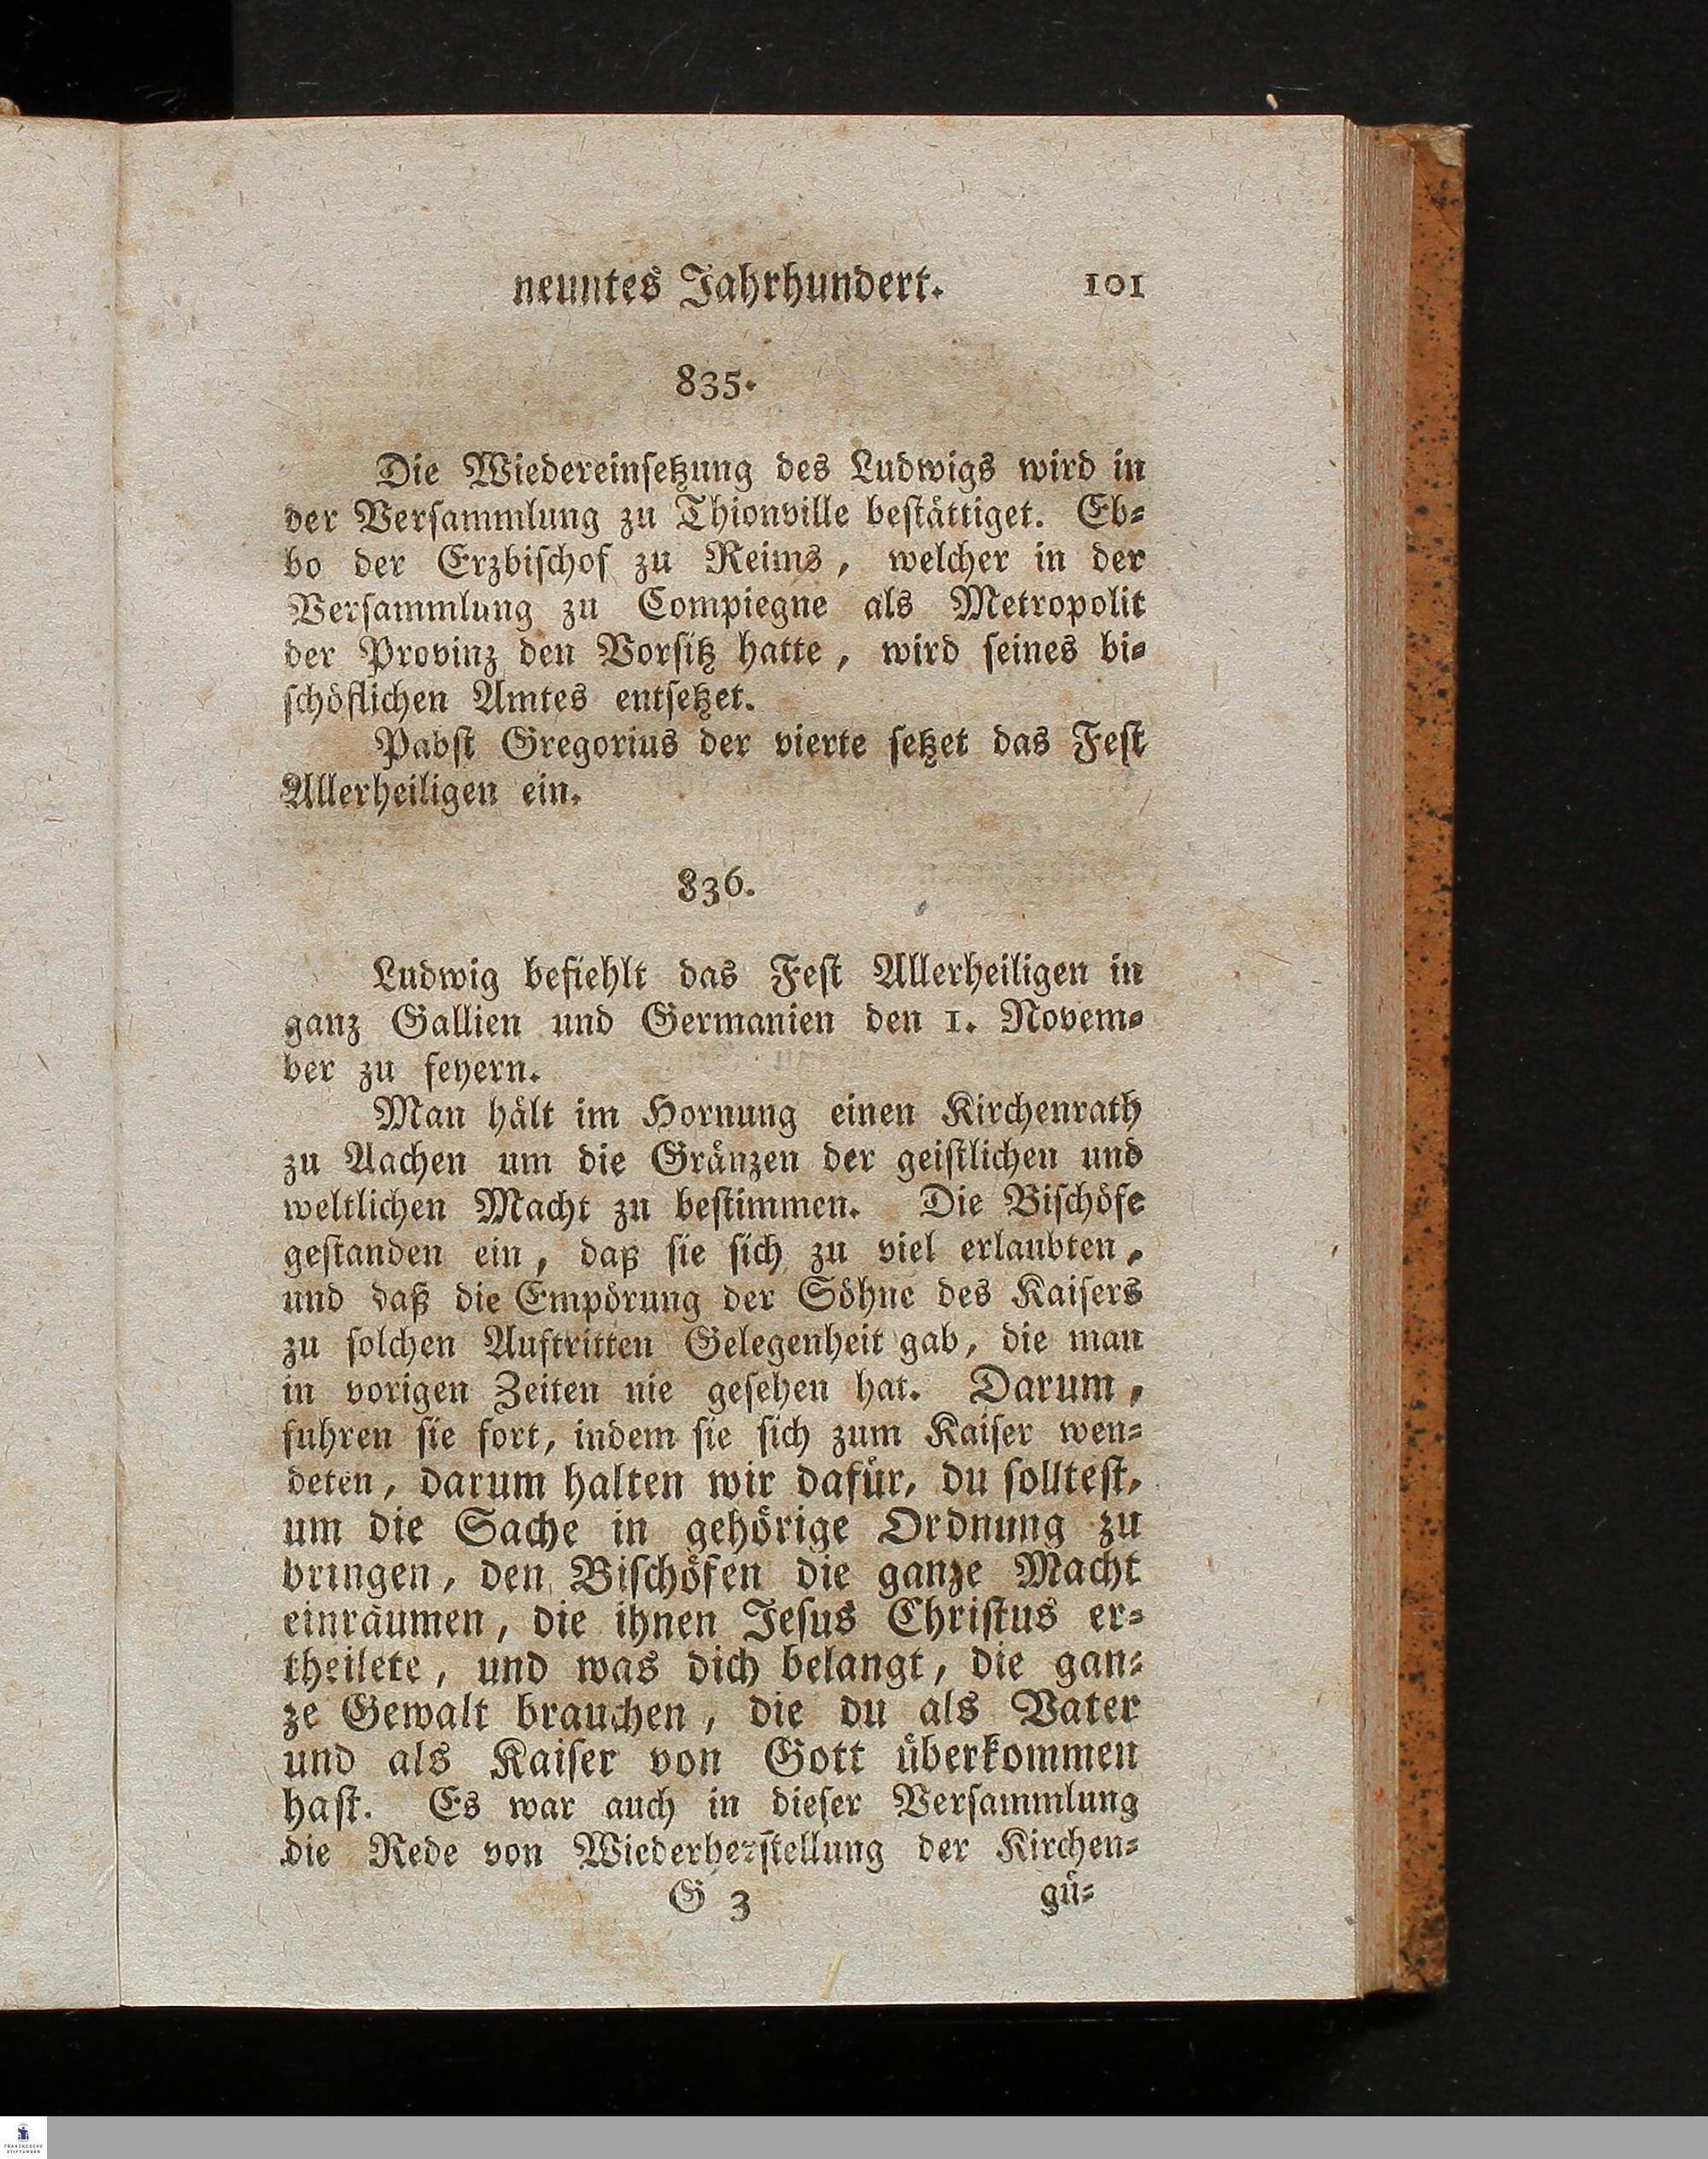 neuntes Jahrhundert. 101
835.
Die Wiedereinsetzung des Ludwigs wird in
der Versammlung zu Thionville bestättiget. Eb-
bo der Erzbischof zu Reims, welcher in der
Versammlung zu Compiegne als Metropolit
der Provinz den Vorsitz hatte, wird seines bi-
schöflichen Amtes entsetzet.
Pabst Gregorius der vierte setzet das Fest
Allerheiligen ein.
836.
Ludwig befiehlt das Fest Allerheiligen in
ganz Gallien und Germanien den 1. Novem-
ber zu feyern.
Man hält im Hornung einen Kirchenrath
zu Aachen um die Gränzen der geistlichen und
weltlichen Macht zu bestimmen. Die Bischöfe
gestanden ein, daß sie sich zu viel erlaubten,
und daß die Empörung der Söhne des Kaisers
zu solchen Auftritten Gelegenheit gab, die man
in vorigen Zeiten nie gesehen hat. Darum,
fuhren sie fort, indem sie sich zum Kaiser wen-
deten, darum halten wir dafür, du solltest,
um die Sache in gehörige Ordnung zu
bringen, den Bischöfen die ganze Macht
einräumen, die ihnen Jesus Christus er-
theilete, und was dich belangt, die gan-
ze Gewalt brauchen, die du als Vater
und als Kaiser von Gott überkommen
hast. Es war auch in dieser Versammlung
die Rede von Wiederherstellung der Kirchen-
G 3 gü-
FRANCKESCHE
STIFTUNGEN